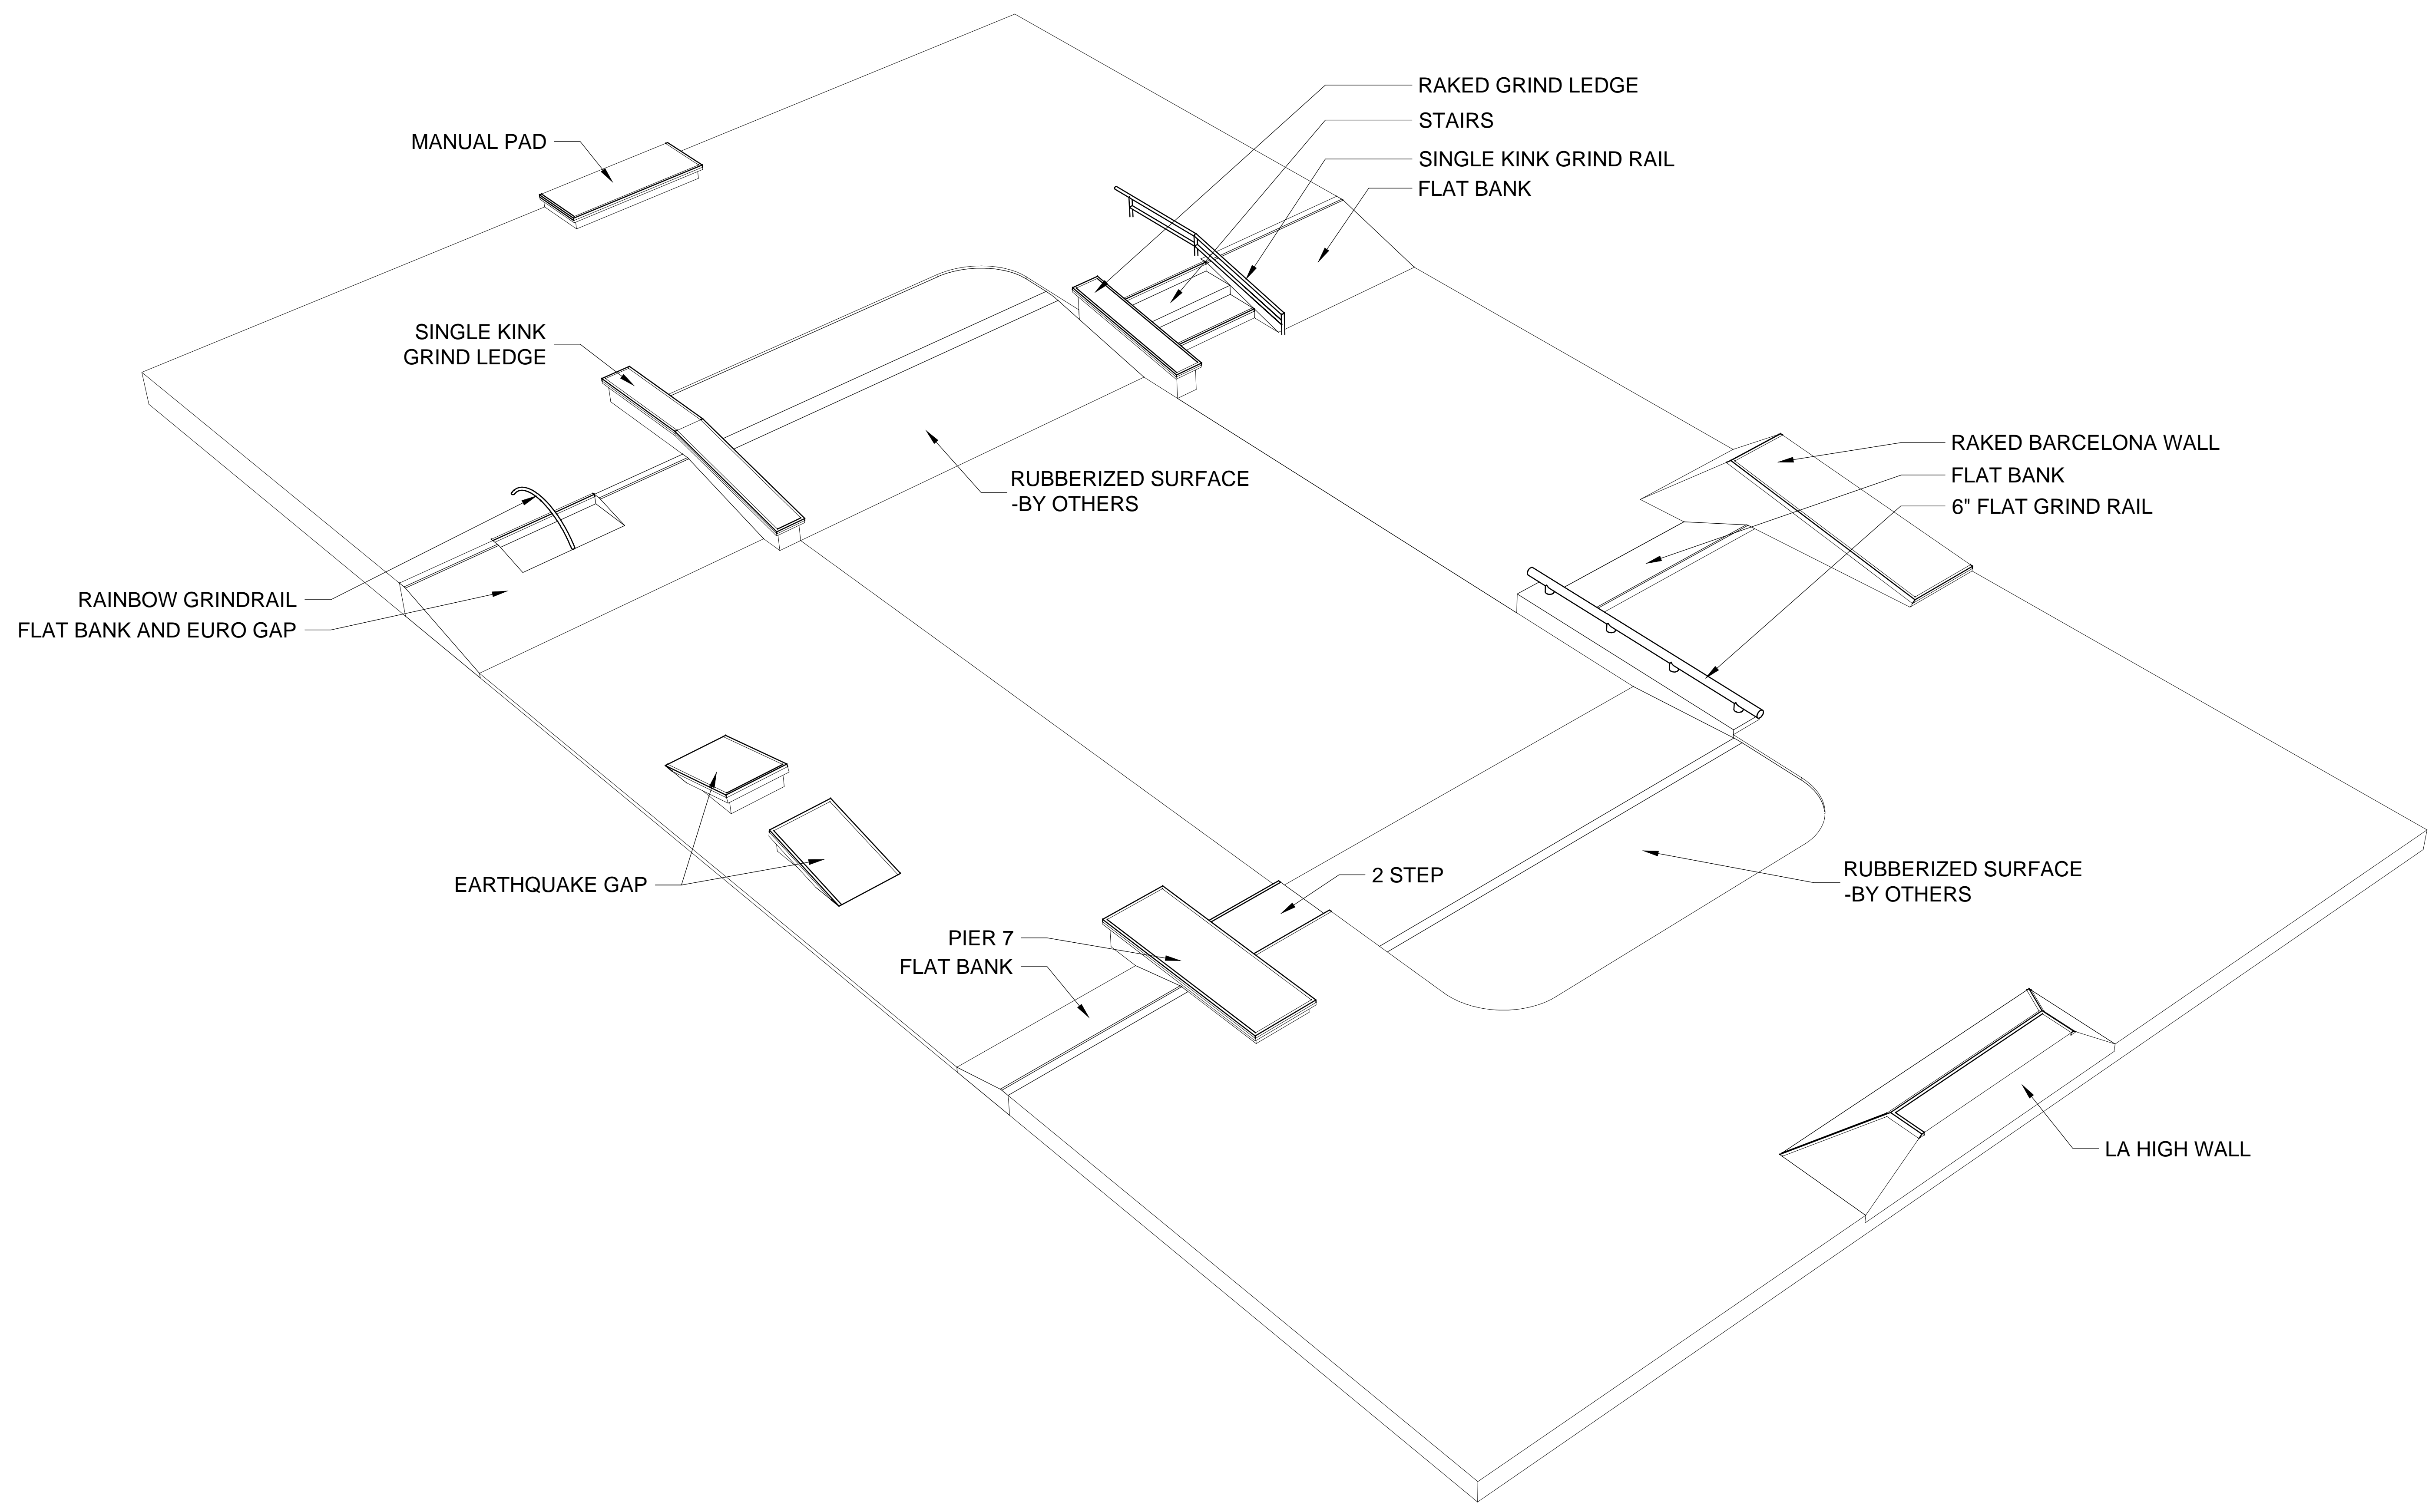 RAKED GRIND LEDGE
STAIRS
MANUAL PAD
SINGLE KINK GRIND RAIL
FLAT BANK
SINGLE KINK
GRIND LEDGE
RAKED BARCELONA WALL
FLAT BANK
6" FLAT GRIND RAIL
RUBBERIZED SURFACE
-BY OTHERS
RAINBOW GRINDRAIL
FLAT BANK AND EURO GAP
EARTHQUAKE GAP
2 STEP
RUBBERIZED SURFACE
-BY OTHERS
PIER 7
FLAT BANK
LA HIGH WALL